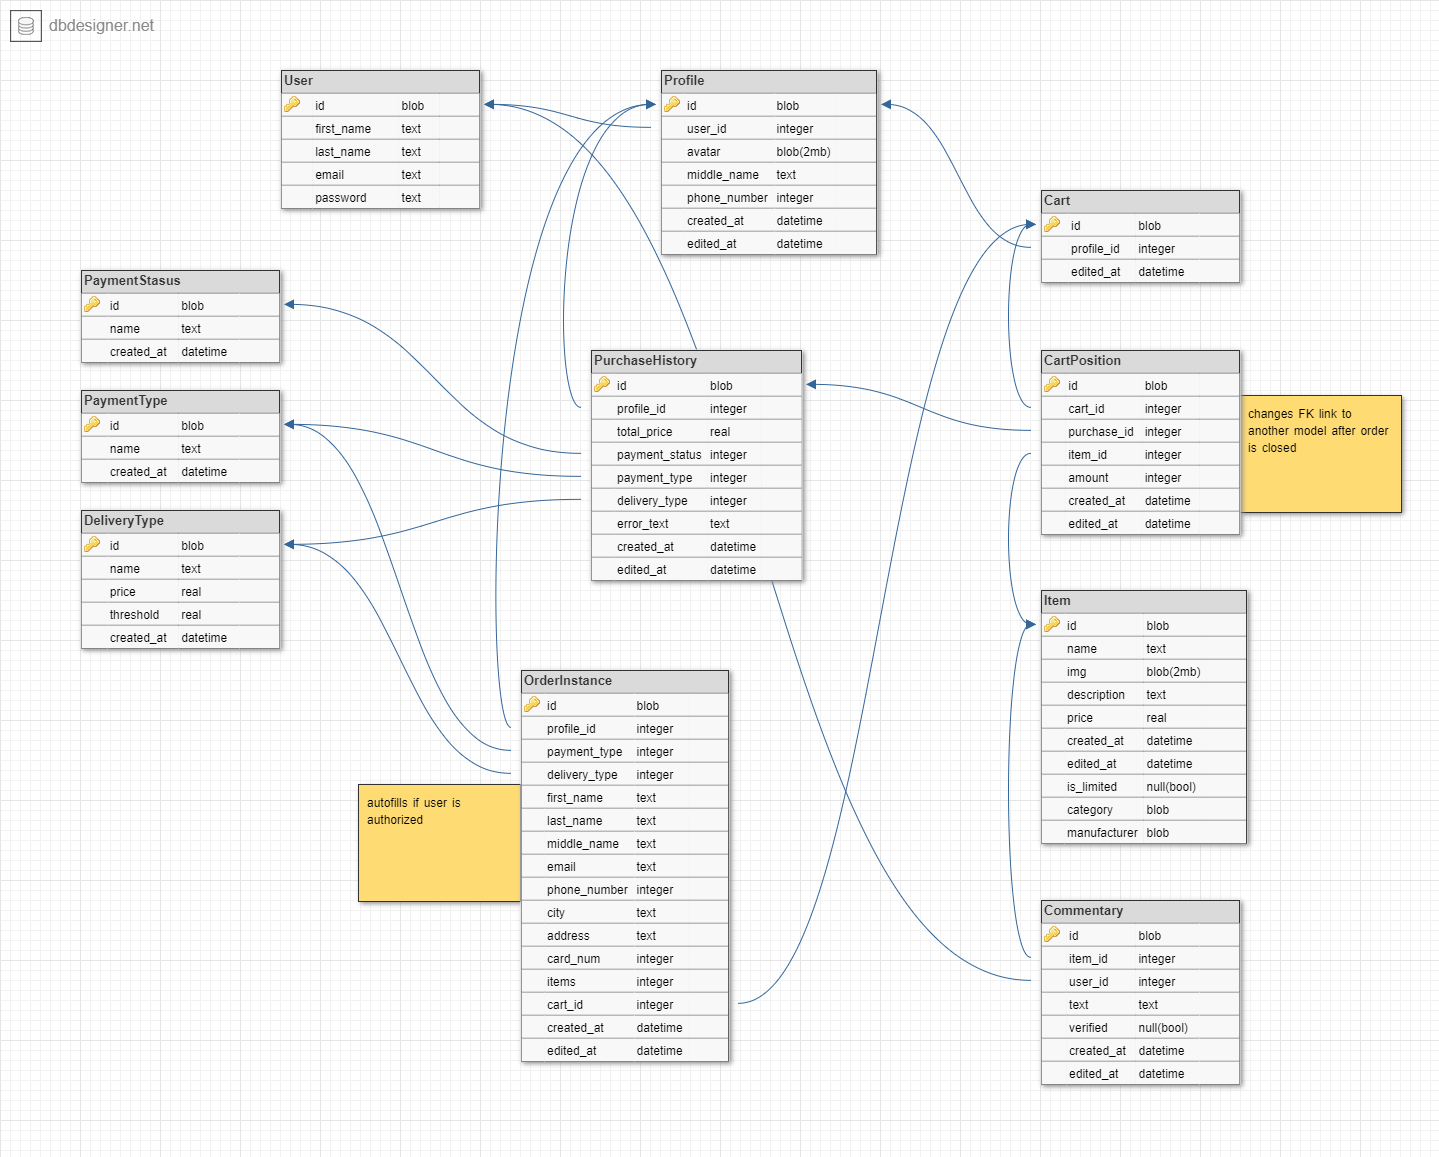 dbdesigner.net
User
id blob
first_name text
last_name text
email text
password text
Profile
id blob
user_id integer
avatar blob(2mb)
middle_name text
phone_number integer
created_at datetime
edited_at datetime
Cart
id blob
profile_id integer
edited_at datetime
PaymentStasus
id blob
name text
created_at datetime
PaymentType
id blob
name text
created_at datetime
DeliveryType
id blob
name text
price real
threshold real
created_at datetime
PurchaseHistory
id blob
profile_id integer
total_price real
payment_status integer
payment_type integer
delivery_type integer
error_text text
created_at datetime
edited_at datetime
CartPosition
id blob
cart_id integer
purchase_id integer
item_id integer
amount integer
created_at datetime
edited_at datetime
changes FK link to
another model after order
is closed
Item
id blob
name text
img blob(2mb)
description text
price real
created_at datetime
edited_at datetime
is_limited null(bool)
category blob
manufacturer blob
OrderInstance
id blob
profile_id integer
payment_type integer
delivery_type integer
first_name text
last_name text
middle_name text
email text
phone_number integer
city text
address text
card_num integer
items integer
cart_id integer
created_at datetime
edited_at datetime
autofills if user is
authorized
Commentary
id blob
item_id integer
user_id integer
text text
verified null(bool)
created_at datetime
edited_at datetime